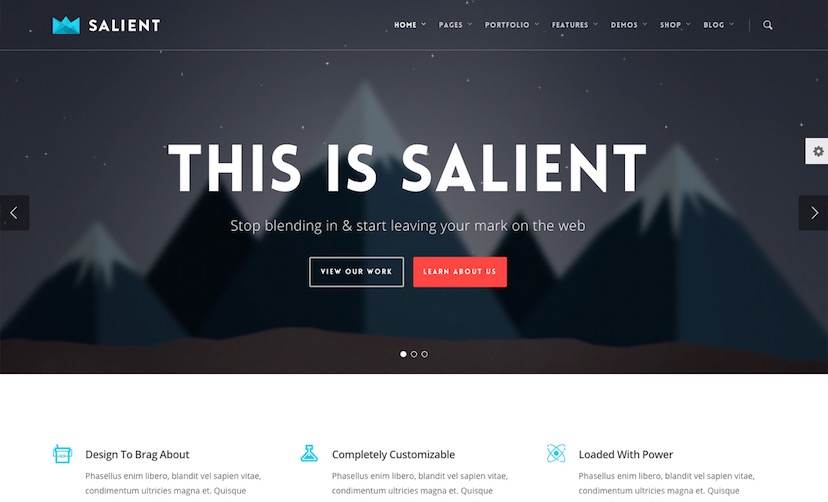 SALIENT
HOME PAGES PORTFOLIO FEATURES DEMOS SHOP BLOG
THIS IS SALIENT
Stop blending in & start leaving your mark on the web
VIEW OUR WORK LEARN ABOUT US
Design To Brag About
Phasellus enim libero, blandit vel sapien vitae,
condimentum ultricies magna et. Quisque
Completely Customizable
Phasellus enim libero, blandit vel sapien vitae,
condimentum ultricies magna et. Quisque
Loaded With Power
Phasellus enim libero, blandit vel sapien vitae,
condimentum ultricies magna et. Quisque